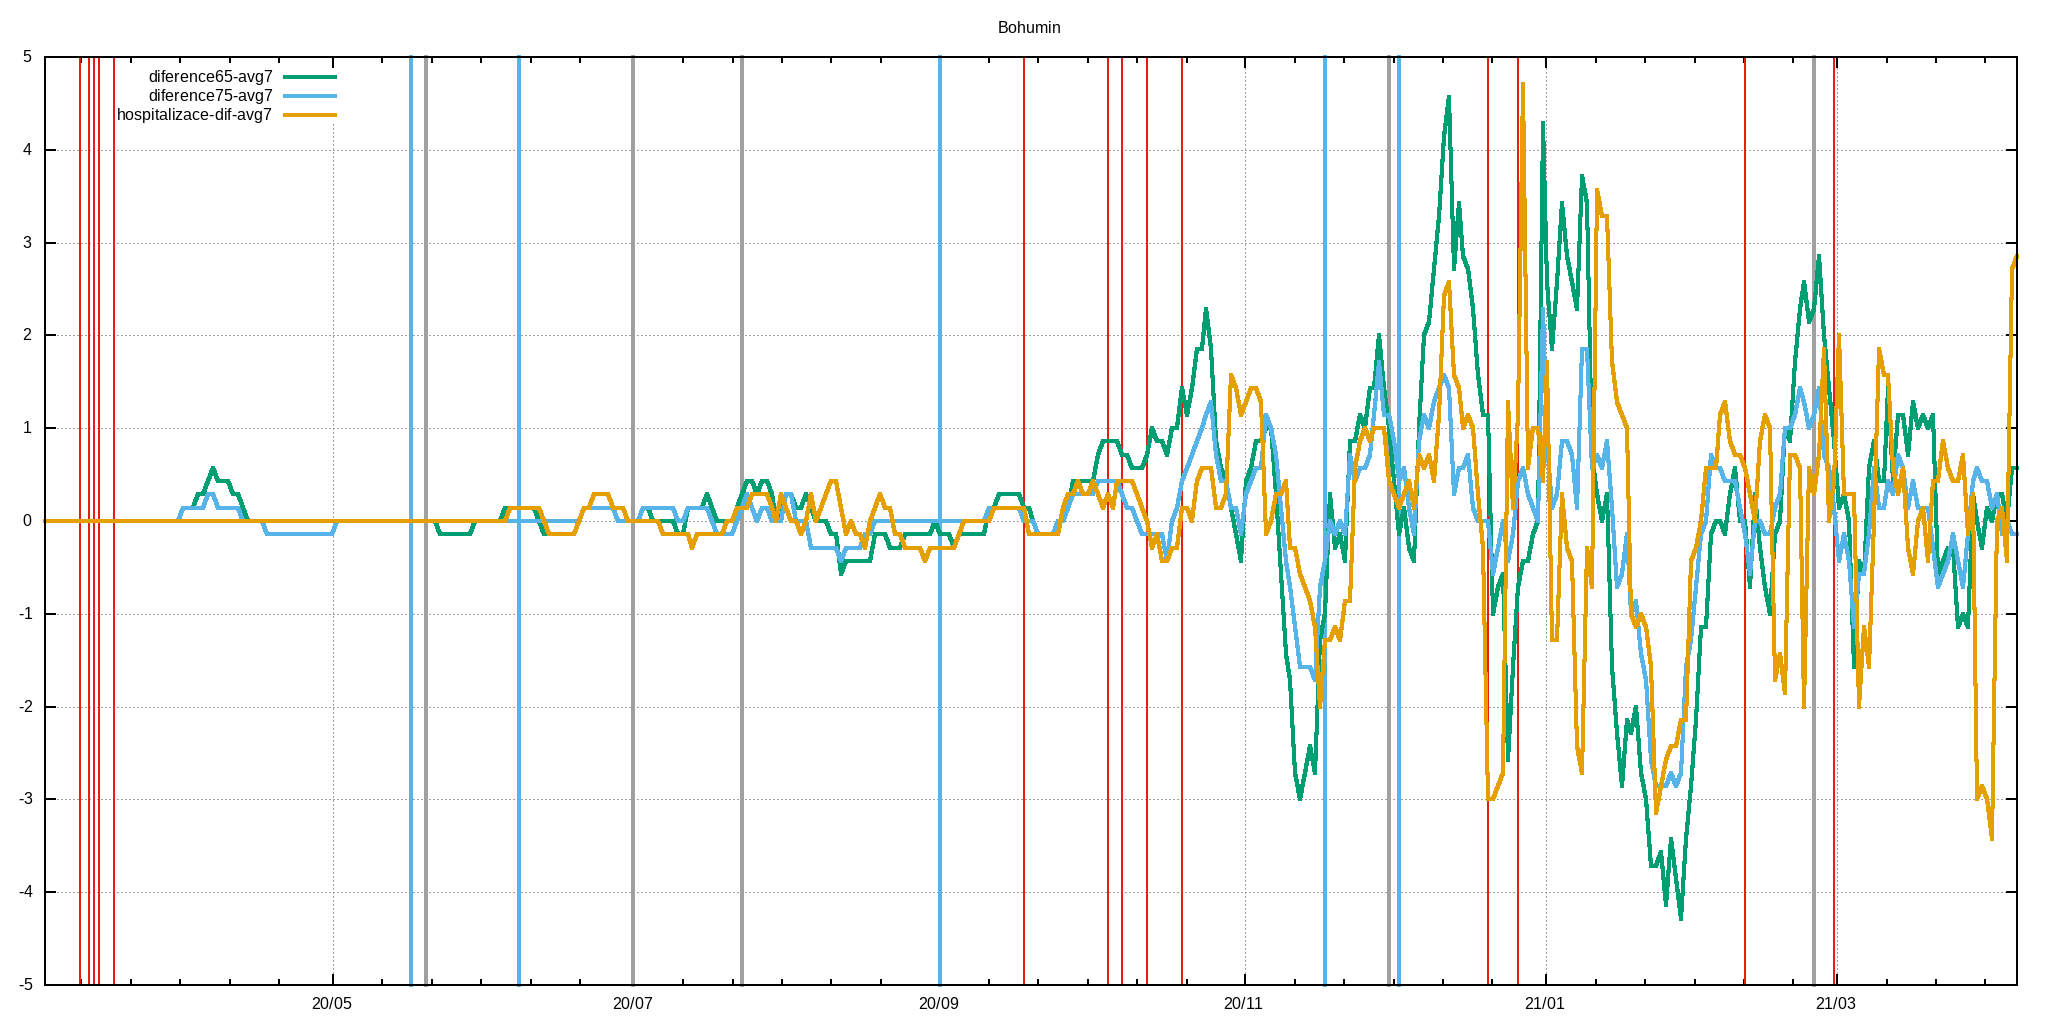 Bohumin
diference65-avg7
diference75-avg7
hospitalizace-dif-avg7
5
4
3
2
1
0
-1
-2
-3
-4
-5
20/05 20/07 20/09 20/11 21/01 21/03